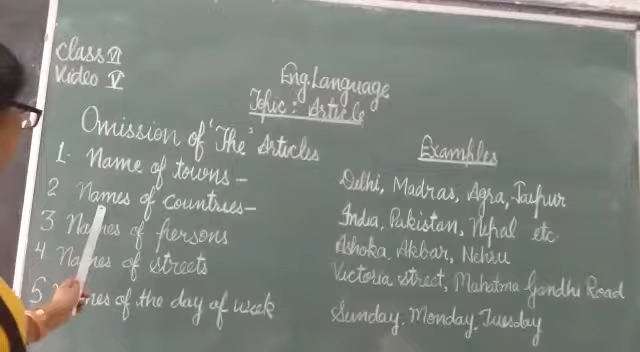 Class VI
Video V
Eng. Language
Topic: Article
Omission of 'The' Articles
Examples
1. Name of towns - Delhi, Madras, Agra, Jaipur
2 Names of countries - India, Pakistan, Nepal etc.
3 Names of persons Ashoka, Akbar, Nehru
4. Names of streets Victoria street, Mahatma Gandhi Road
5 Names of the day of week Sunday, Monday, Tuesday